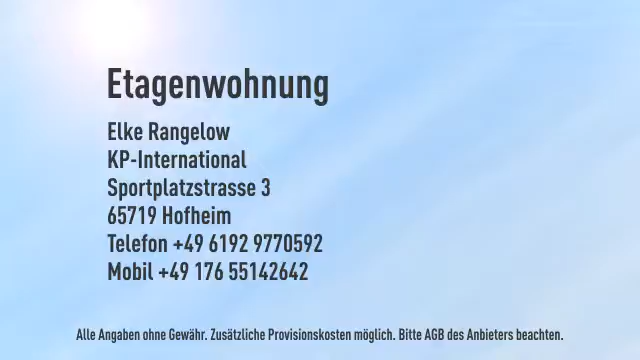 Etagenwohnung
Elke Rangelow
KP-International
Sportplatzstrasse 3
65719 Hofheim
Telefon +49 6192 9770592
Mobil +49 176 55142642
Alle Angaben ohne Gewähr. Zusätzliche Provisionskosten möglich. Bitte AGB des Anbieters beachten.